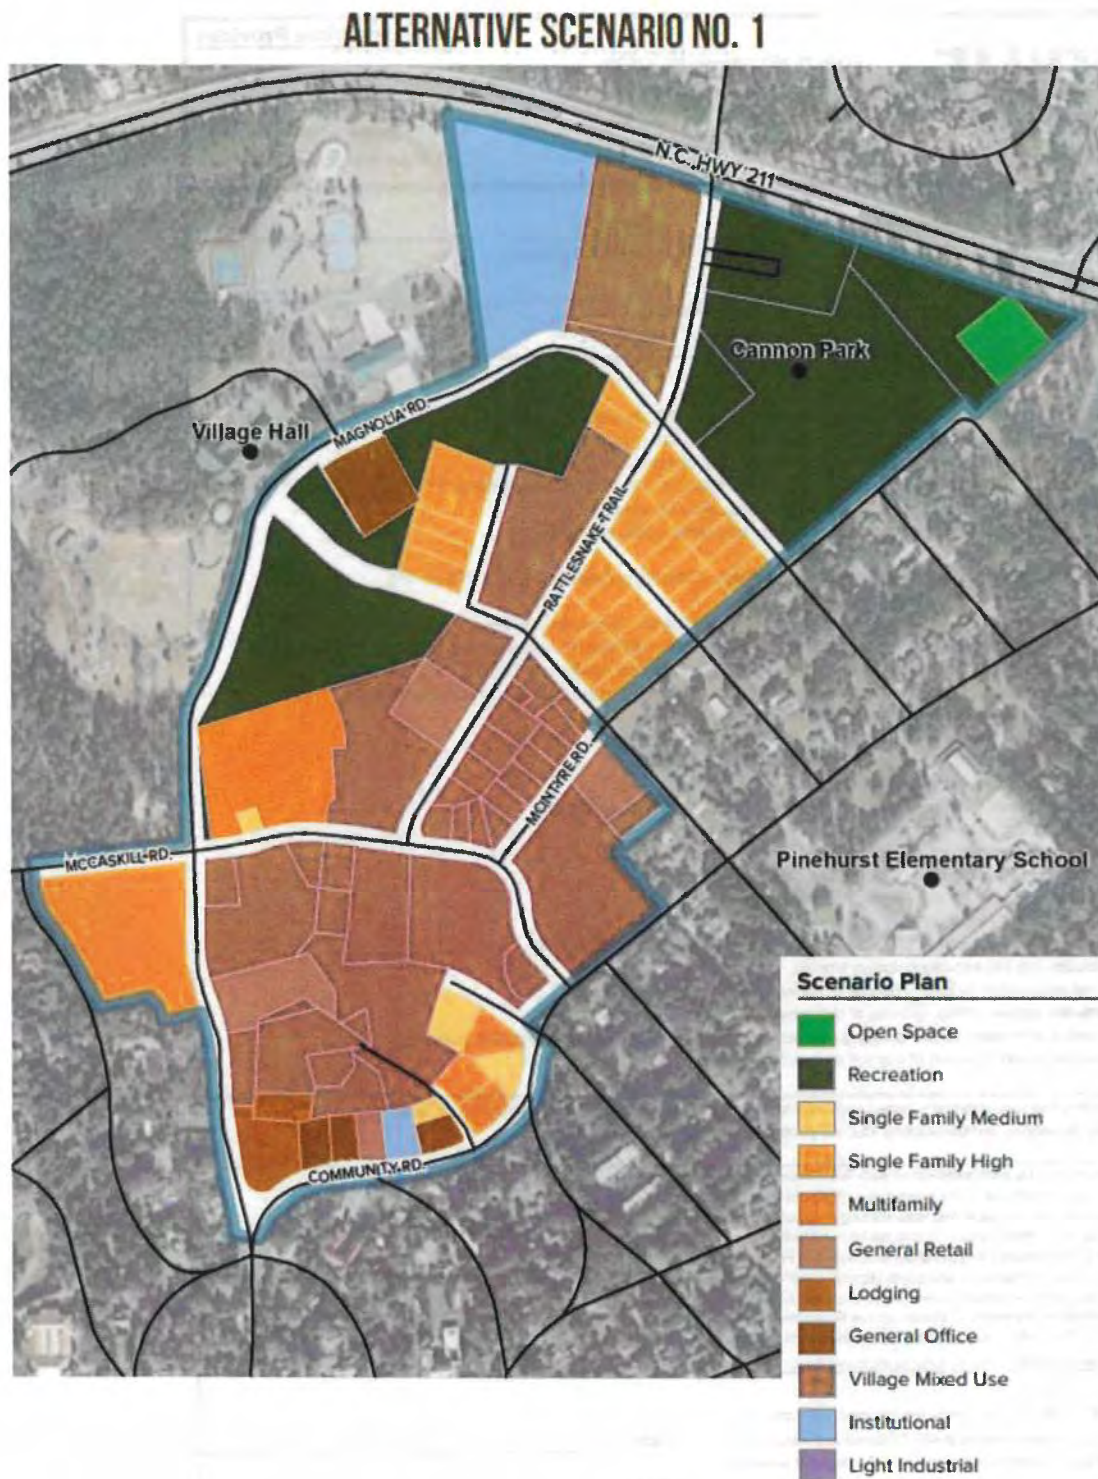 ALTERNATIVE SCENARIO NO. 1
N.C. HWY 211
Cannon Park
MAGNOLIA RD.
Village Hall
RATTLESNAKE TRAIL
MCINTYRE RD.
MCCASKILL RD.
Pinehurst Elementary School
COMMUNITY RD.
Scenario Plan
Open Space
Recreation
Single Family Medium
Single Family High
Multifamily
General Retail
Lodging
General Office
Village Mixed Use
Institutional
Light Industrial